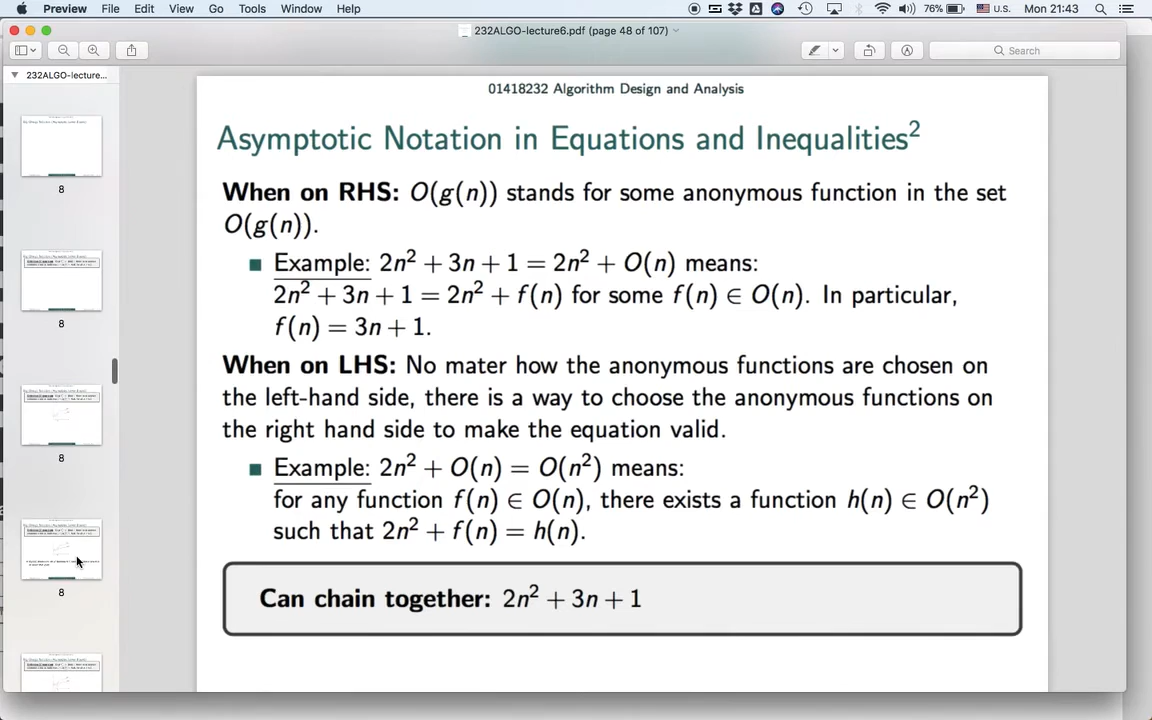 Preview File Edit View Go Tools Window Help 76% U.S. Mon 21:43
232ALGO-lecture6.pdf (page 48 of 107)
Search
232ALGO-lecture...
8
8
8
8
01418232 Algorithm Design and Analysis
Asymptotic Notation in Equations and Inequalities²
When on RHS: O(g(n)) stands for some anonymous function in the set
O(g(n)).
Example: 2n² + 3n + 1 = 2n² + O(n) means:
2n² + 3n + 1 = 2n² + f(n) for some f(n) ∈ O(n). In particular,
f(n) = 3n + 1.
When on LHS: No mater how the anonymous functions are chosen on
the left-hand side, there is a way to choose the anonymous functions on
the right hand side to make the equation valid.
Example: 2n² + O(n) = O(n²) means:
for any function f(n) ∈ O(n), there exists a function h(n) ∈ O(n²)
such that 2n² + f(n) = h(n).
Can chain together: 2n² + 3n + 1